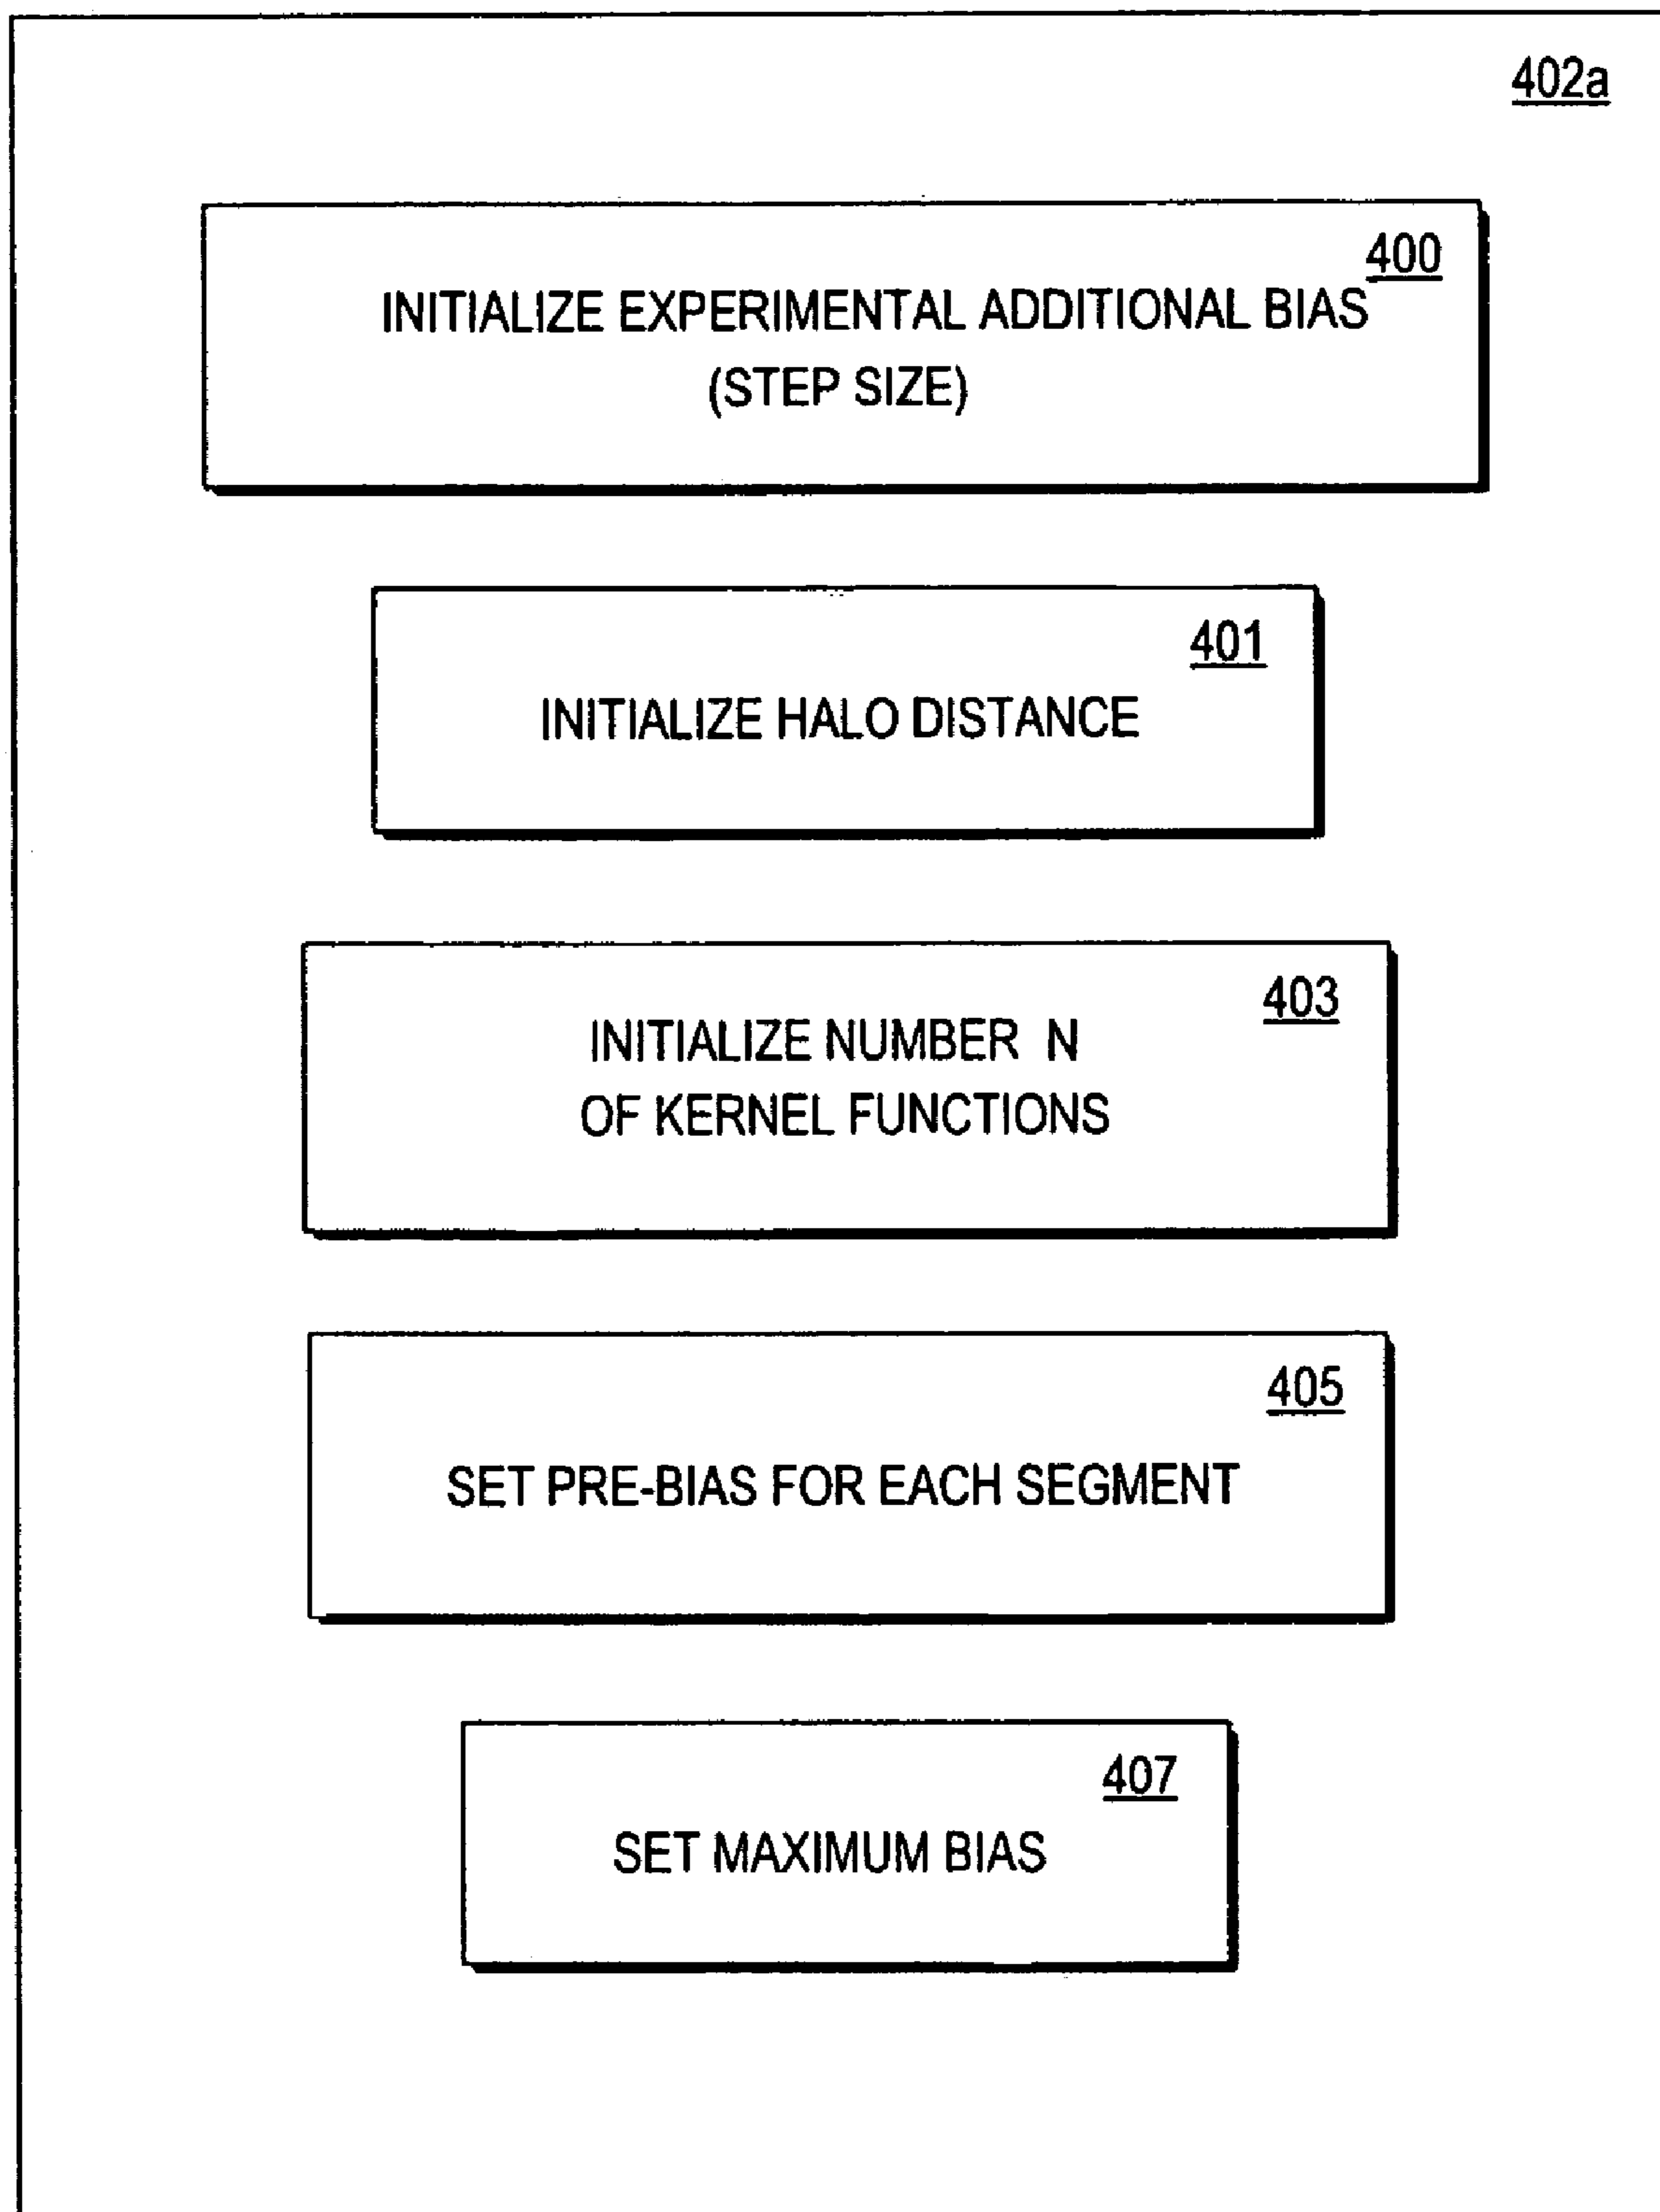 402a
400
INITIALIZE EXPERIMENTAL ADDITIONAL BIAS
(STEP SIZE)
401
INITIALIZE HALO DISTANCE
403
INITIALIZE NUMBER N
OF KERNEL FUNCTIONS
405
SET PRE-BIAS FOR EACH SEGMENT
407
SET MAXIMUM BIAS